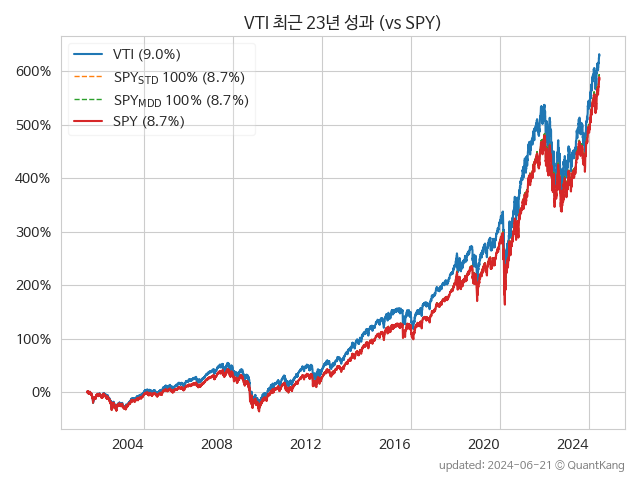 VTI 최근 23년 성과 (vs SPY)
VTI (9.0%)
SPY_STD 100% (8.7%)
SPY_MDD 100% (8.7%)
SPY (8.7%)
600%
500%
400%
300%
200%
100%
0%
2004 2008 2012 2016 2020 2024
updated: 2024-06-21 © QuantKang